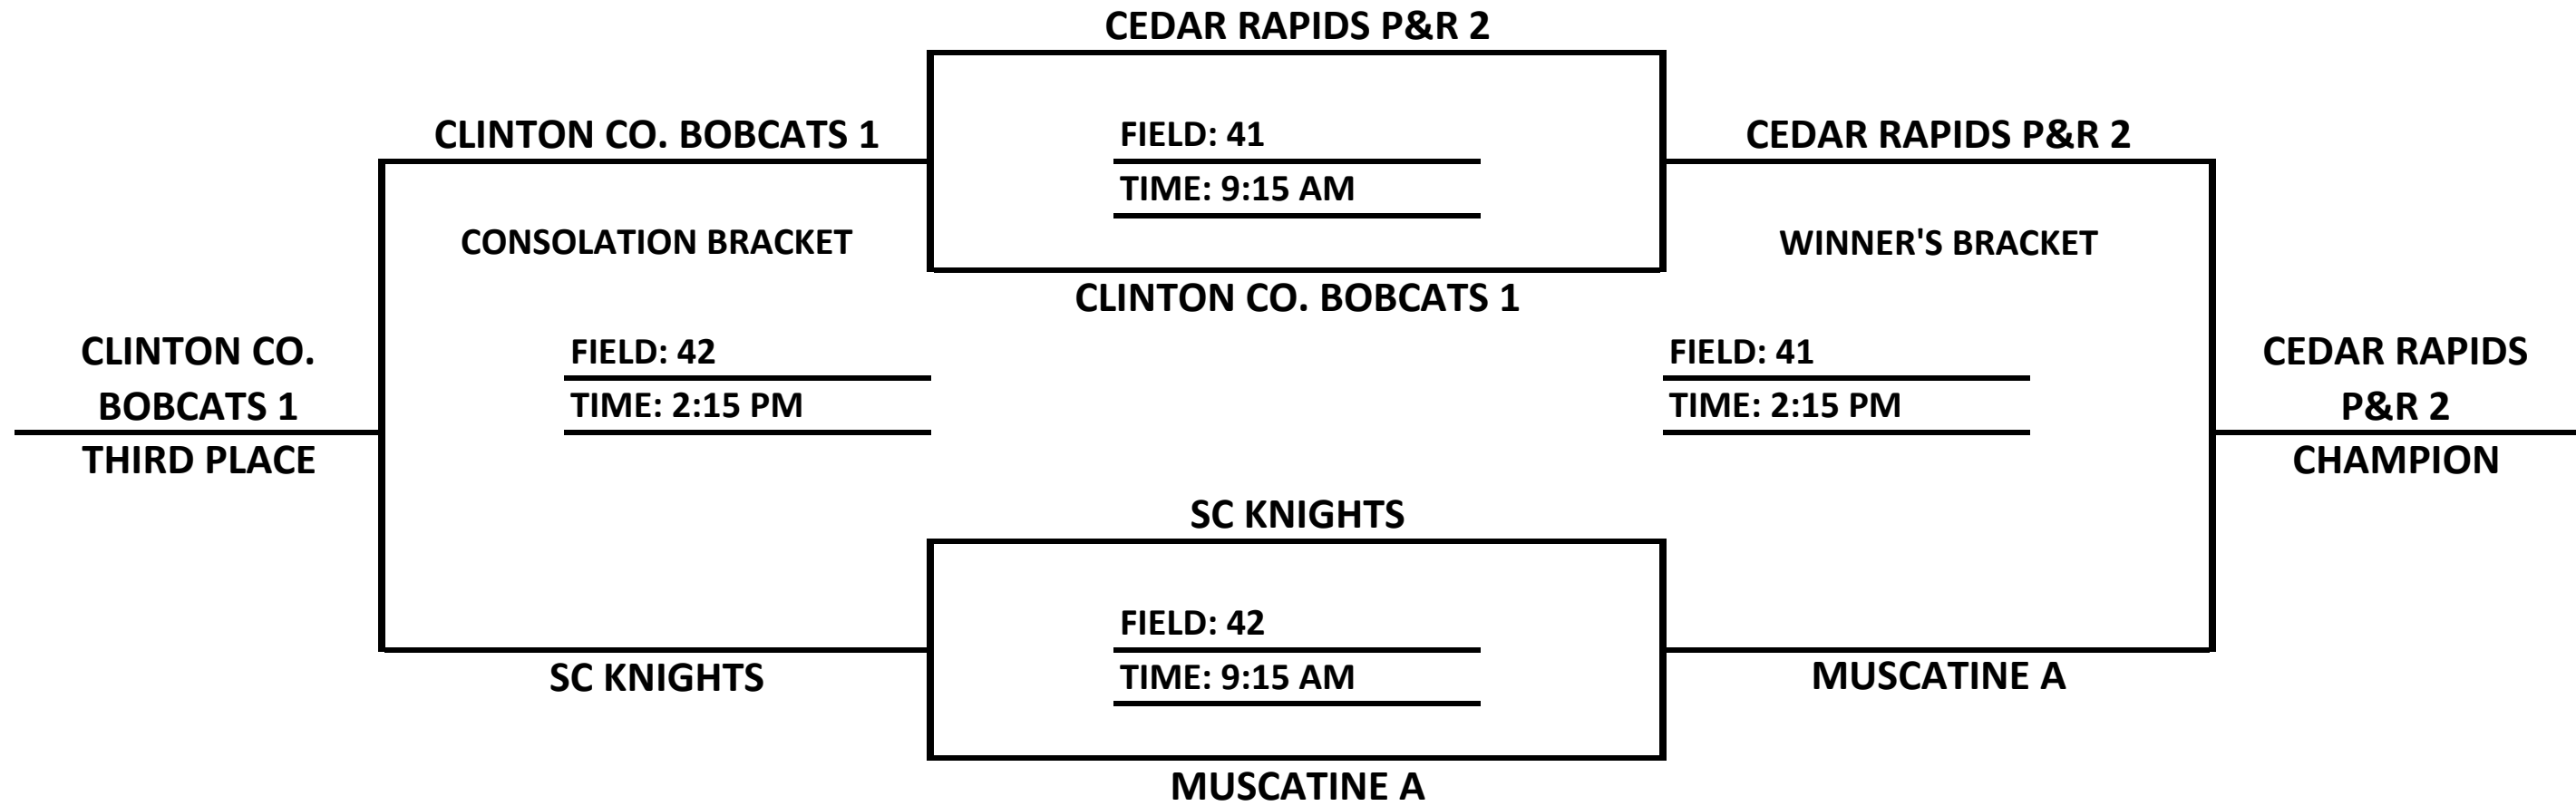 CEDAR RAPIDS P&R 2
CLINTON CO. BOBCATS 1
FIELD: 41
CEDAR RAPIDS P&R 2
TIME: 9:15 AM
CONSOLATION BRACKET
WINNER'S BRACKET
CLINTON CO. BOBCATS 1
CLINTON CO.
BOBCATS 1
THIRD PLACE
FIELD: 42
TIME: 2:15 PM
FIELD: 41
TIME: 2:15 PM
CEDAR RAPIDS
P&R 2
CHAMPION
SC KNIGHTS
FIELD: 42
TIME: 9:15 AM
SC KNIGHTS
MUSCATINE A
MUSCATINE A